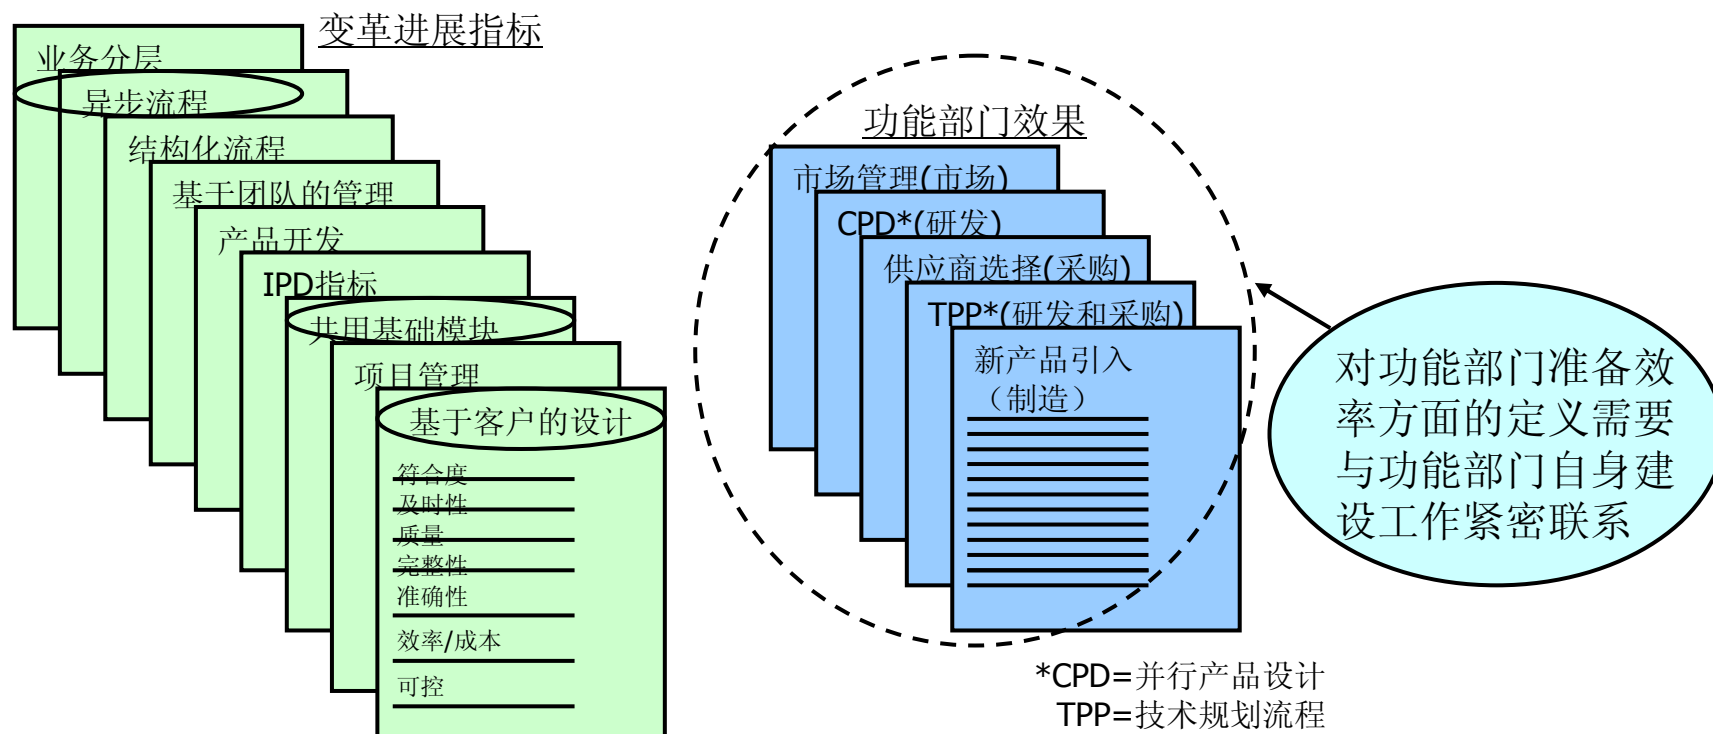 变革进展指标
业务分层
异步流程
结构化流程
基于团队的管理
产品开发
IPD指标
共用基础模块
项目管理
基于客户的设计
符合度
及时性
质量
完整性
准确性
效率/成本
可控
功能部门效果
市场管理(市场)
CPD*(研发)
供应商选择(采购)
TPP*(研发和采购)
新产品引入
（制造）
对功能部门准备效
率方面的定义需要
与功能部门自身建
设工作紧密联系
*CPD=并行产品设计
TPP=技术规划流程